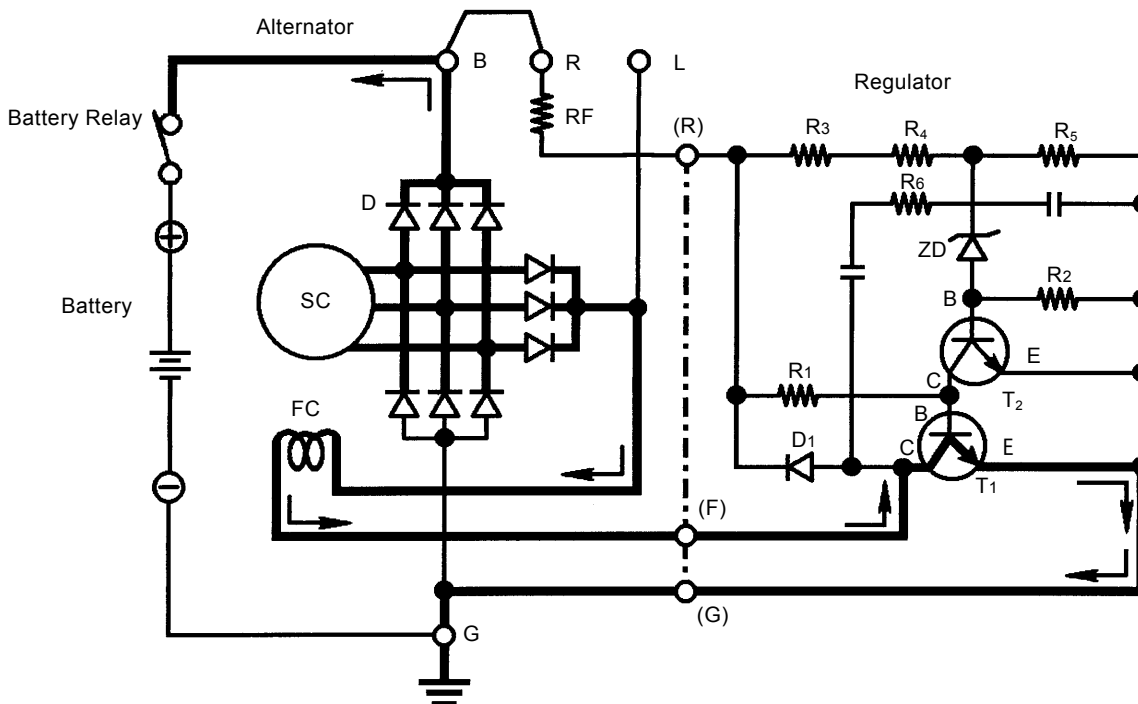 Alternator
B
R
L
Regulator
Battery Relay
RF
(R)
R3
R4
R5
D
R6
ZD
SC
B
R2
Battery
E
R1
C
T2
FC
B
D1
C
E
T1
(F)
(G)
G